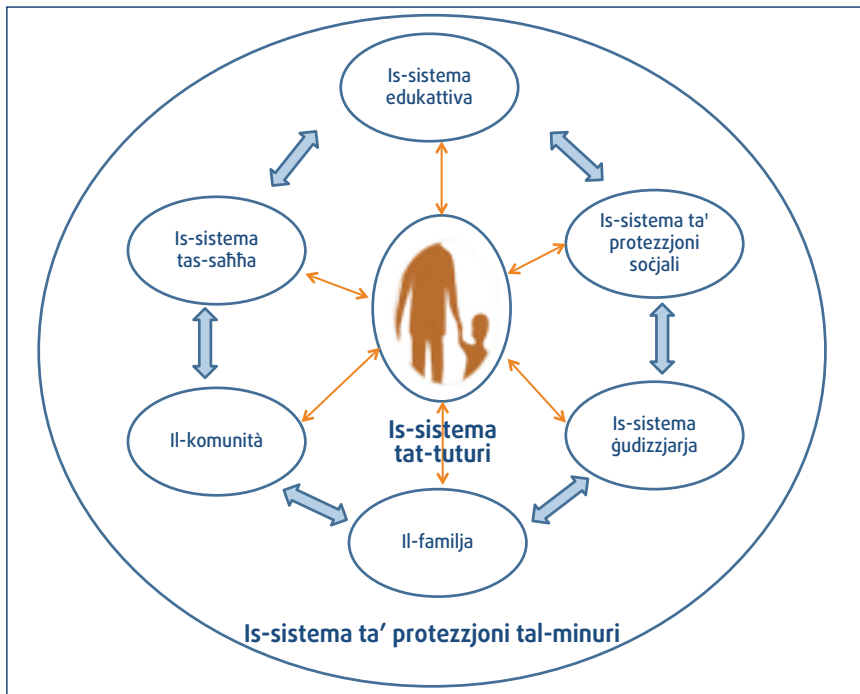 Is-sistema
edukattiva
Is-sistema
tas-saħħa
Is-sistema ta'
protezzjoni
soċjali
Il-komunità
Is-sistema
tat-tuturi
Is-sistema
ġudizzjarja
Il-familja
Is-sistema ta’ protezzjoni tal-minuri